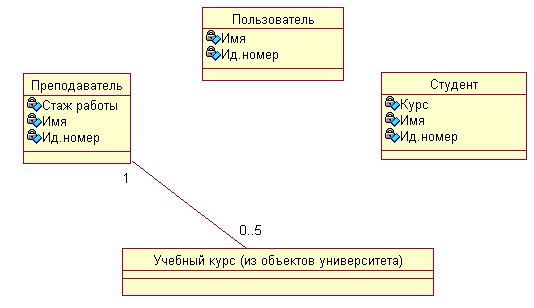 Пользователь
Имя
Ид.номер
Преподаватель
Стаж работы
Имя
Ид.номер
Студент
Курс
Имя
Ид.номер
1
0..5
Учебный курс (из объектов университета)